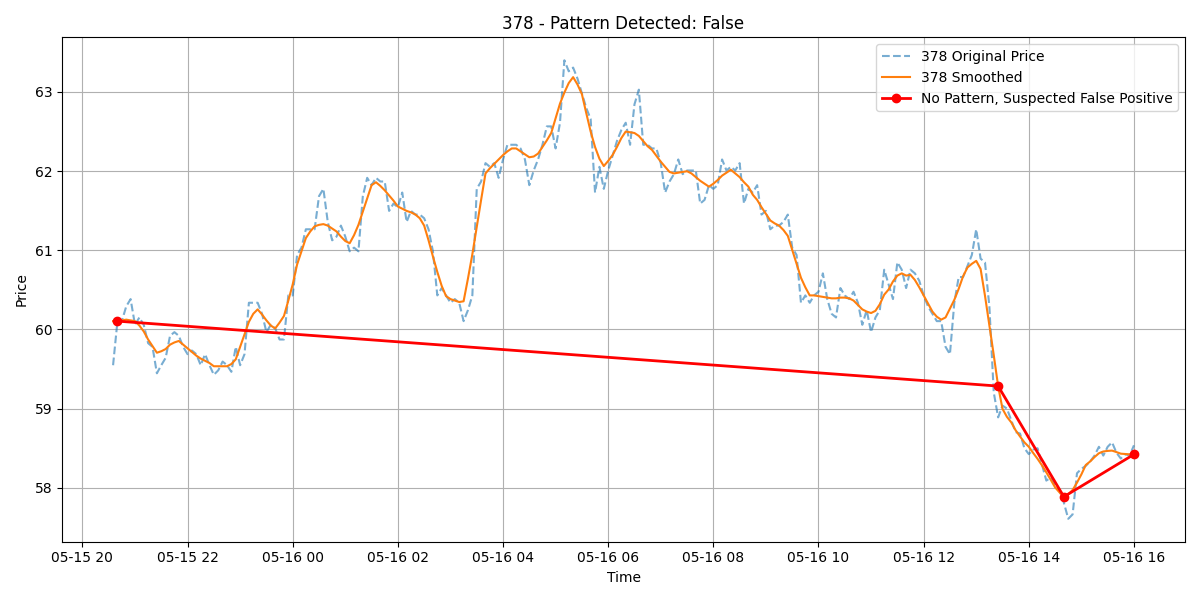 378 - Pattern Detected: False
378 Original Price
378 Smoothed
No Pattern, Suspected False Positive
Price
63
62
61
60
59
58
05-15 20
05-15 22
05-16 00
05-16 02
05-16 04
05-16 06
05-16 08
05-16 10
05-16 12
05-16 14
05-16 16
Time